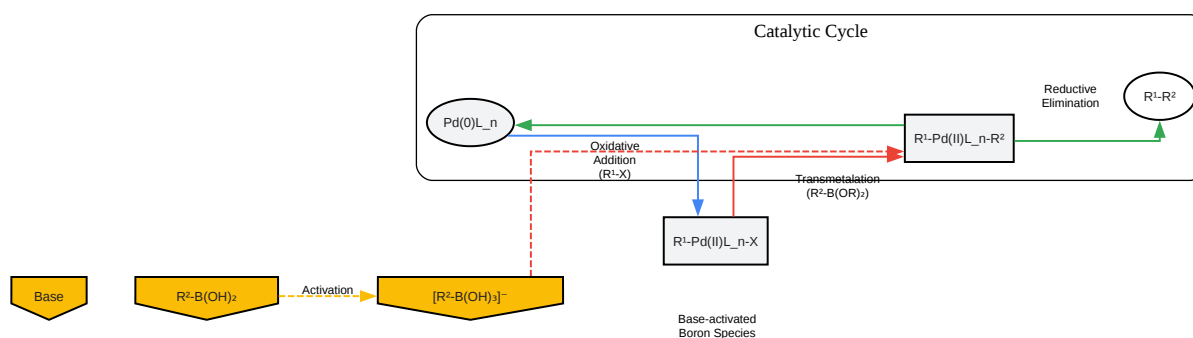 Catalytic Cycle
Reductive
Elimination
R¹-R²
Pd(0)L_n
R¹-Pd(II)L_n-R²
Oxidative
Addition
(R¹-X)
Transmetalation
(R²-B(OR)₂)
R¹-Pd(II)L_n-X
Base
R²-B(OH)₂
Activation
[R²-B(OH)₃]⁻
Base-activated
Boron Species